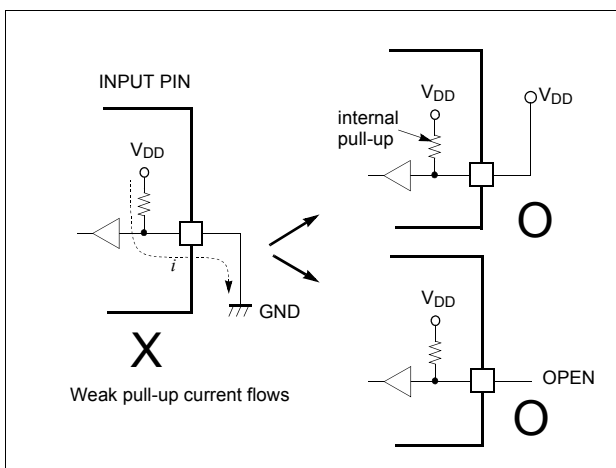 INPUT PIN
VDD
i
GND
X
Weak pull-up current flows
internal
pull-up
VDD
VDD
O
VDD
OPEN
O